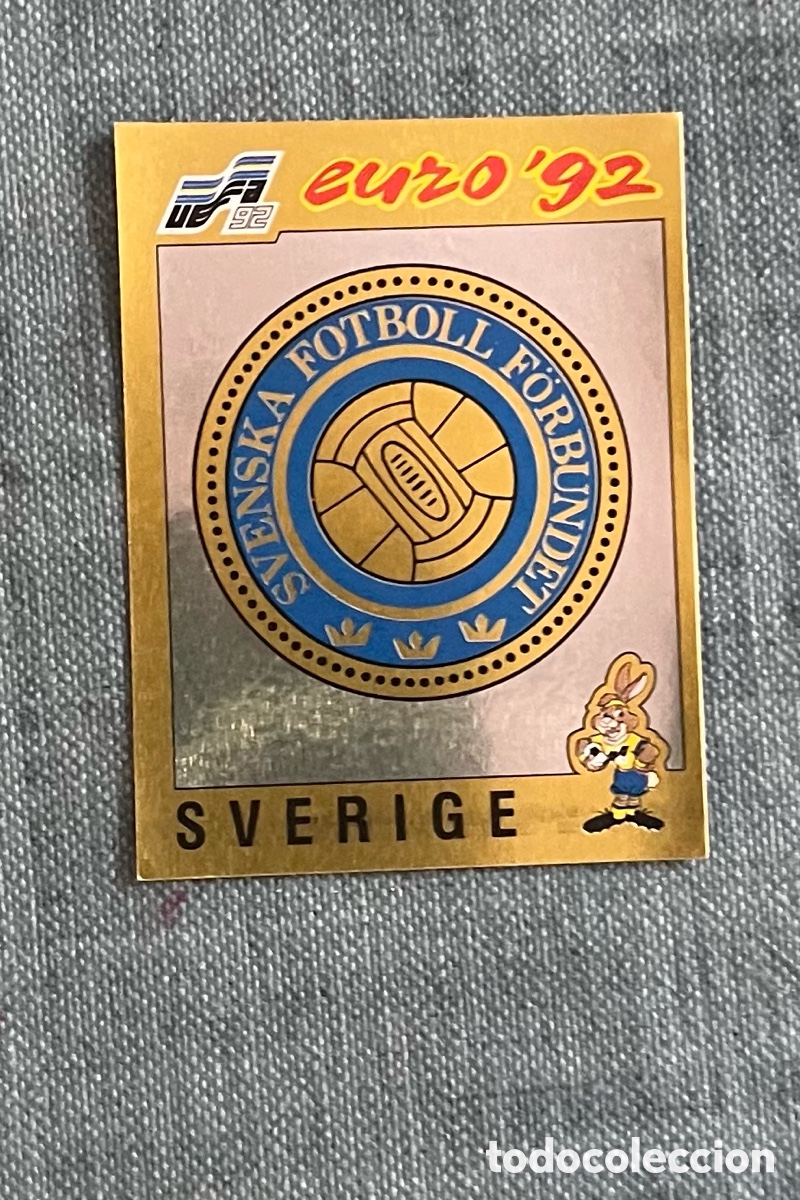 UEFA 92
euro '92
SVENSKA FOTBOLL FÖRBUNDET
SVERIGE
todocoleccion